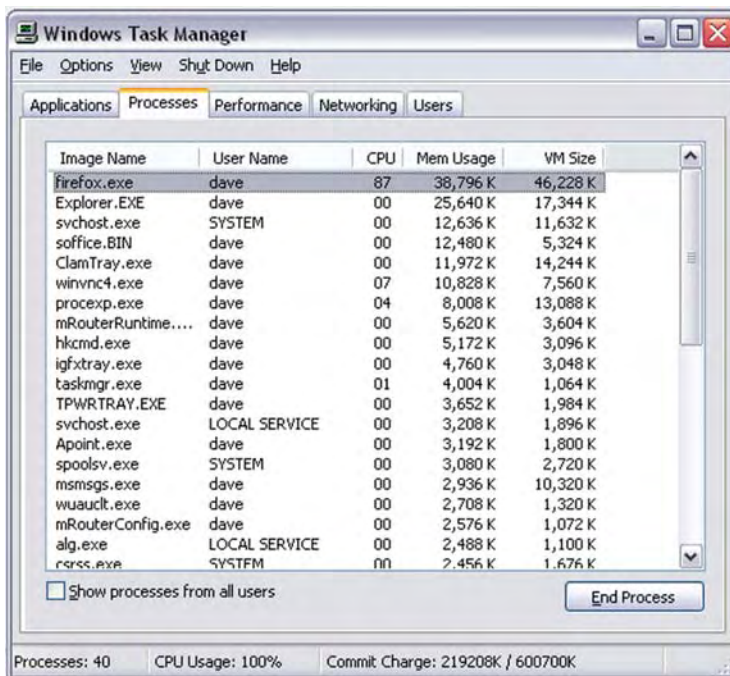 Windows Task Manager
File Options View Shut Down Help
Applications Processes Performance Networking Users
Image Name User Name CPU Mem Usage VM Size
firefox.exe dave 87 38,796 K 46,228 K
Explorer.EXE dave 00 25,640 K 17,344 K
svchost.exe SYSTEM 00 12,636 K 11,632 K
soffice.BIN dave 00 12,480 K 5,324 K
ClamTray.exe dave 00 11,972 K 14,244 K
winvnc4.exe dave 07 10,828 K 7,560 K
procexp.exe dave 04 8,008 K 13,088 K
mRouterRuntime.... dave 00 5,620 K 3,604 K
hkcmd.exe dave 00 5,172 K 3,096 K
igfxtray.exe dave 00 4,760 K 3,048 K
taskmgr.exe dave 01 4,004 K 1,064 K
TPWRTRAY.EXE dave 00 3,652 K 1,984 K
svchost.exe LOCAL SERVICE 00 3,208 K 1,896 K
Apoint.exe dave 00 3,192 K 1,800 K
spoolsv.exe SYSTEM 00 3,080 K 2,720 K
msmsgs.exe dave 00 2,936 K 10,320 K
wuauclt.exe dave 00 2,708 K 1,320 K
mRouterConfig.exe dave 00 2,576 K 1,072 K
alg.exe LOCAL SERVICE 00 2,488 K 1,100 K
csrss.exe SYSTEM 00 2,456 K 1,676 K
Show processes from all users
End Process
Processes: 40 CPU Usage: 100% Commit Charge: 219208K / 600700K